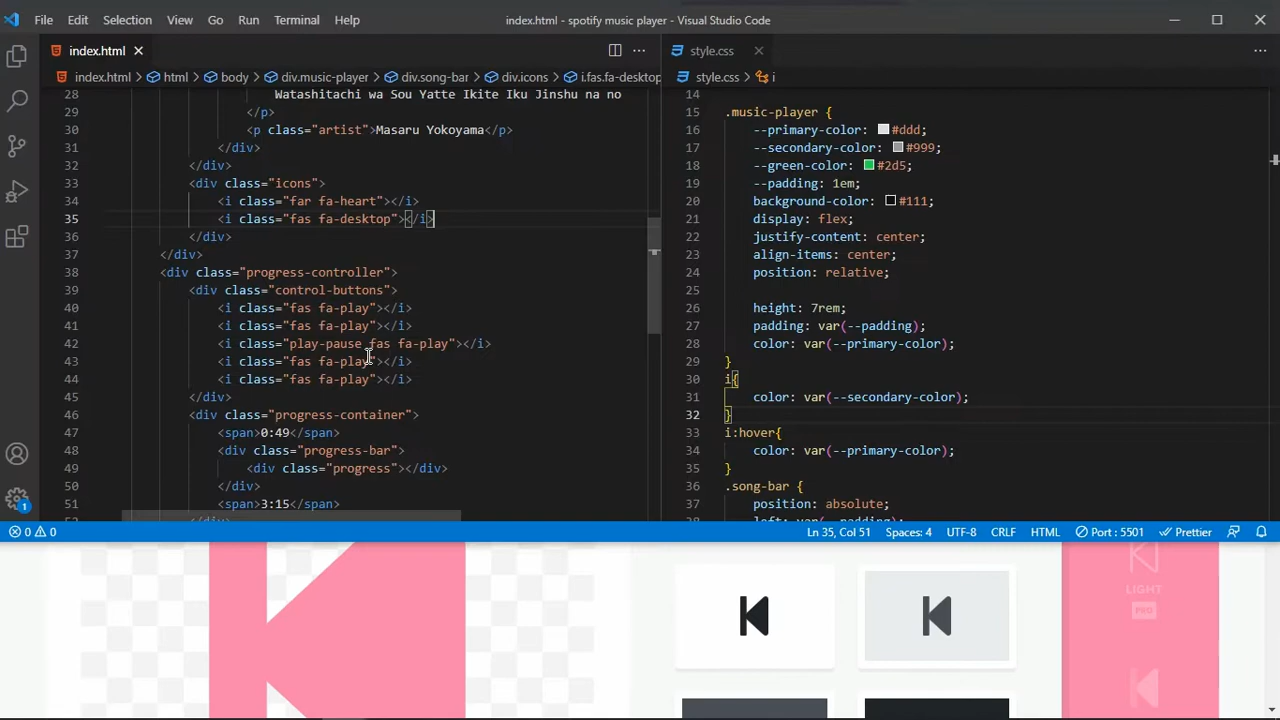 File Edit Selection View Go Run Terminal Help
index.html - spotify music player - Visual Studio Code
index.html
index.html html body div.music-player div.song-bar div.icons i.fas.fa-desktop
28 Watashitachi wa Sou Yatte Ikite Iku Jinshu na no
29 </p>
30 <p class="artist">Masaru Yokoyama</p>
31 </div>
32 </div>
33 <div class="icons">
34 <i class="far fa-heart"></i>
35 <i class="fas fa-desktop"></i>
36 </div>
37 </div>
38 <div class="progress-controller">
39 <div class="control-buttons">
40 <i class="fas fa-play"></i>
41 <i class="fas fa-play"></i>
42 <i class="play-pause fas fa-play"></i>
43 <i class="fas fa-play"></i>
44 <i class="fas fa-play"></i>
45 </div>
46 <div class="progress-container">
47 <span>0:49</span>
48 <div class="progress-bar">
49 <div class="progress"></div>
50 </div>
51 <span>3:15</span>
style.css
style.css i
14
15 .music-player {
16 --primary-color: #ddd;
17 --secondary-color: #999;
18 --green-color: #2d5;
19 --padding: 1em;
20 background-color: #111;
21 display: flex;
22 justify-content: center;
23 align-items: center;
24 position: relative;
25
26 height: 7rem;
27 padding: var(--padding);
28 color: var(--primary-color);
29 }
30 i{
31 color: var(--secondary-color);
32 }
33 i:hover{
34 color: var(--primary-color);
35 }
36 .song-bar {
37 position: absolute;
38 left: var(--padding);
0 0
Ln 35, Col 51 Spaces: 4 UTF-8 CRLF HTML Port : 5501 Prettier
1
LIGHT
PRO